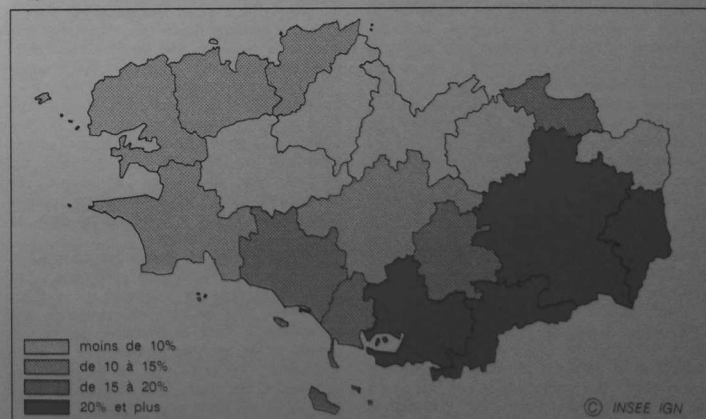 moins de 10%
de 10 à 15%
de 15 à 20%
20% et plus
© INSEE IGN